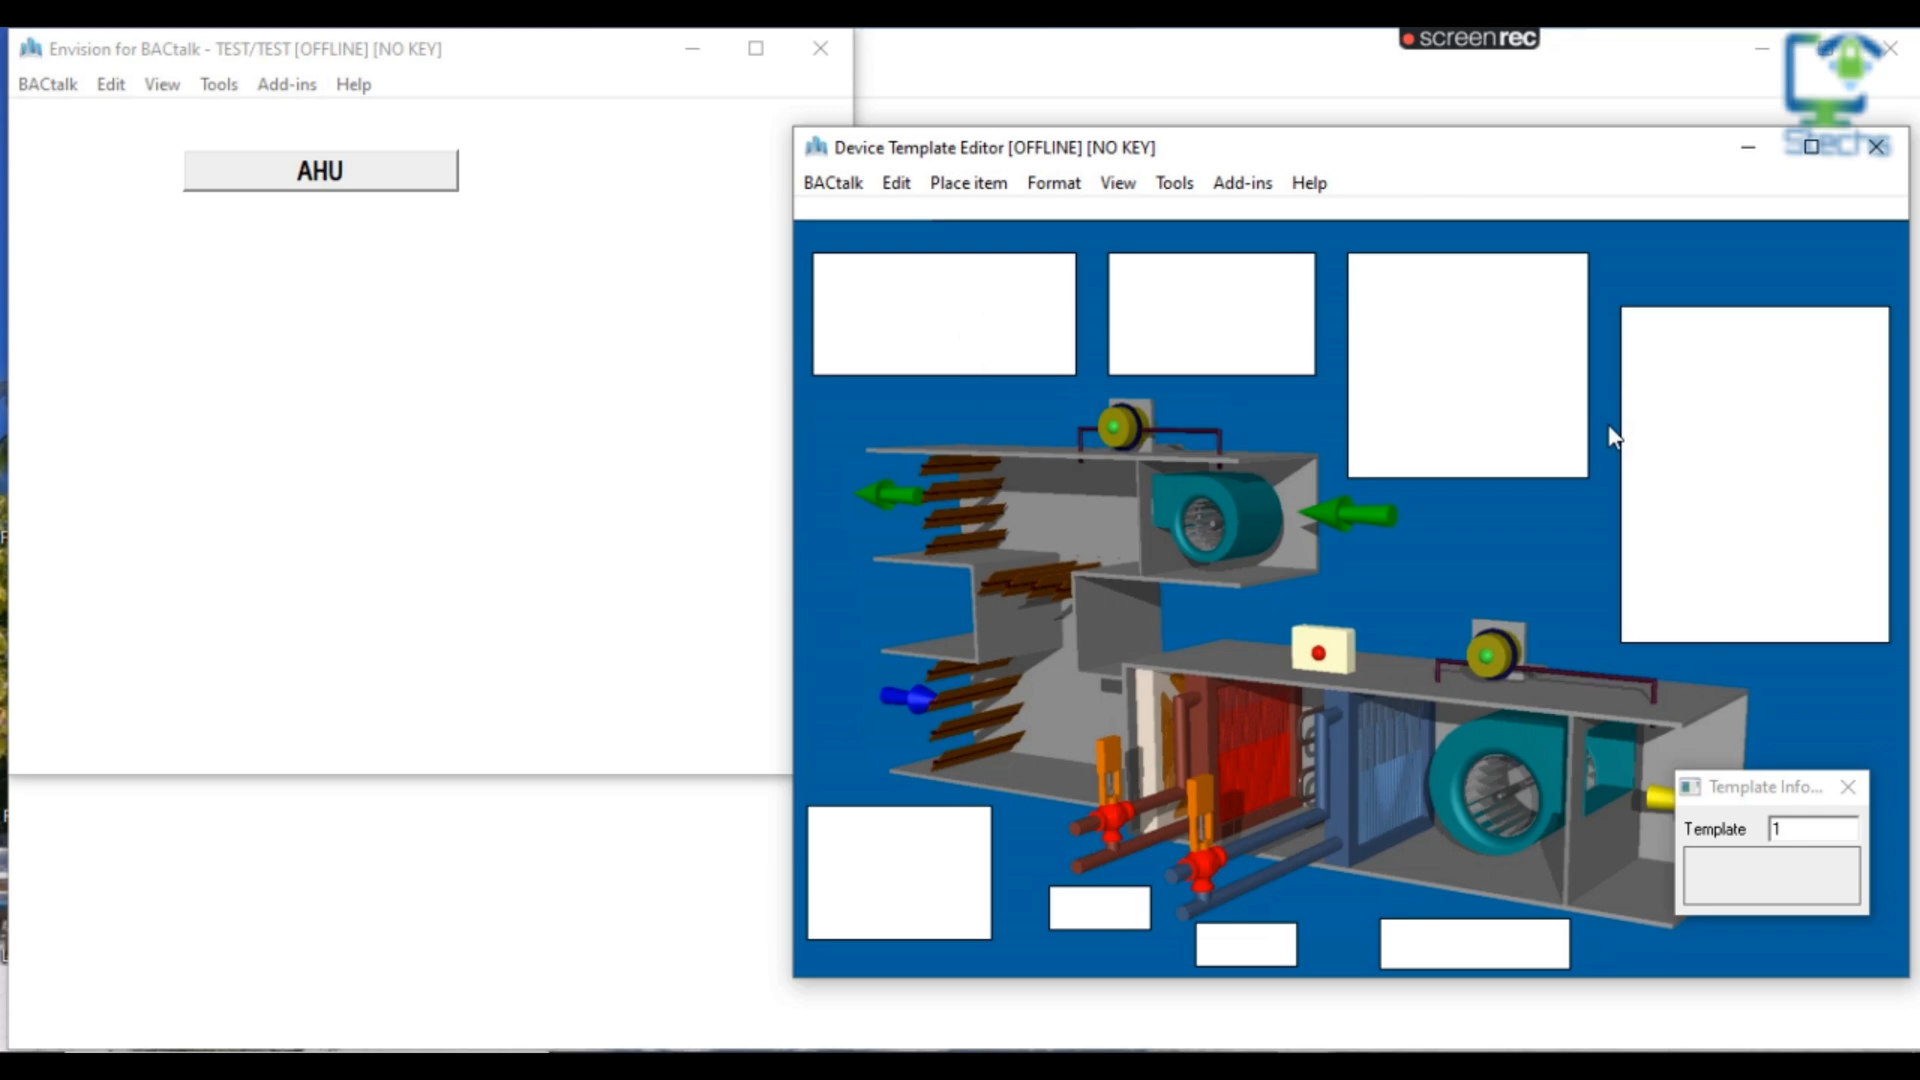 Envision for BACtalk - TEST/TEST [OFFLINE] [NO KEY]
BACtalk Edit View Tools Add-ins Help
AHU
screenrec
Stechs
Device Template Editor [OFFLINE] [NO KEY]
BACtalk Edit Place item Format View Tools Add-ins Help
Template Info...
Template 1